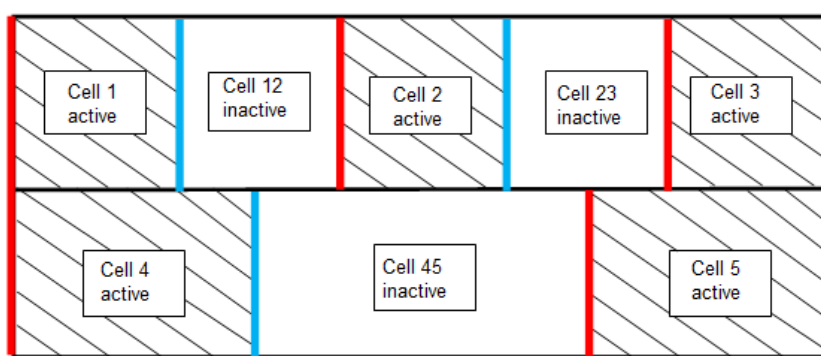 Cell 1
active
Cell 12
inactive
Cell 2
active
Cell 23
inactive
Cell 3
active
Cell 4
active
Cell 45
inactive
Cell 5
active